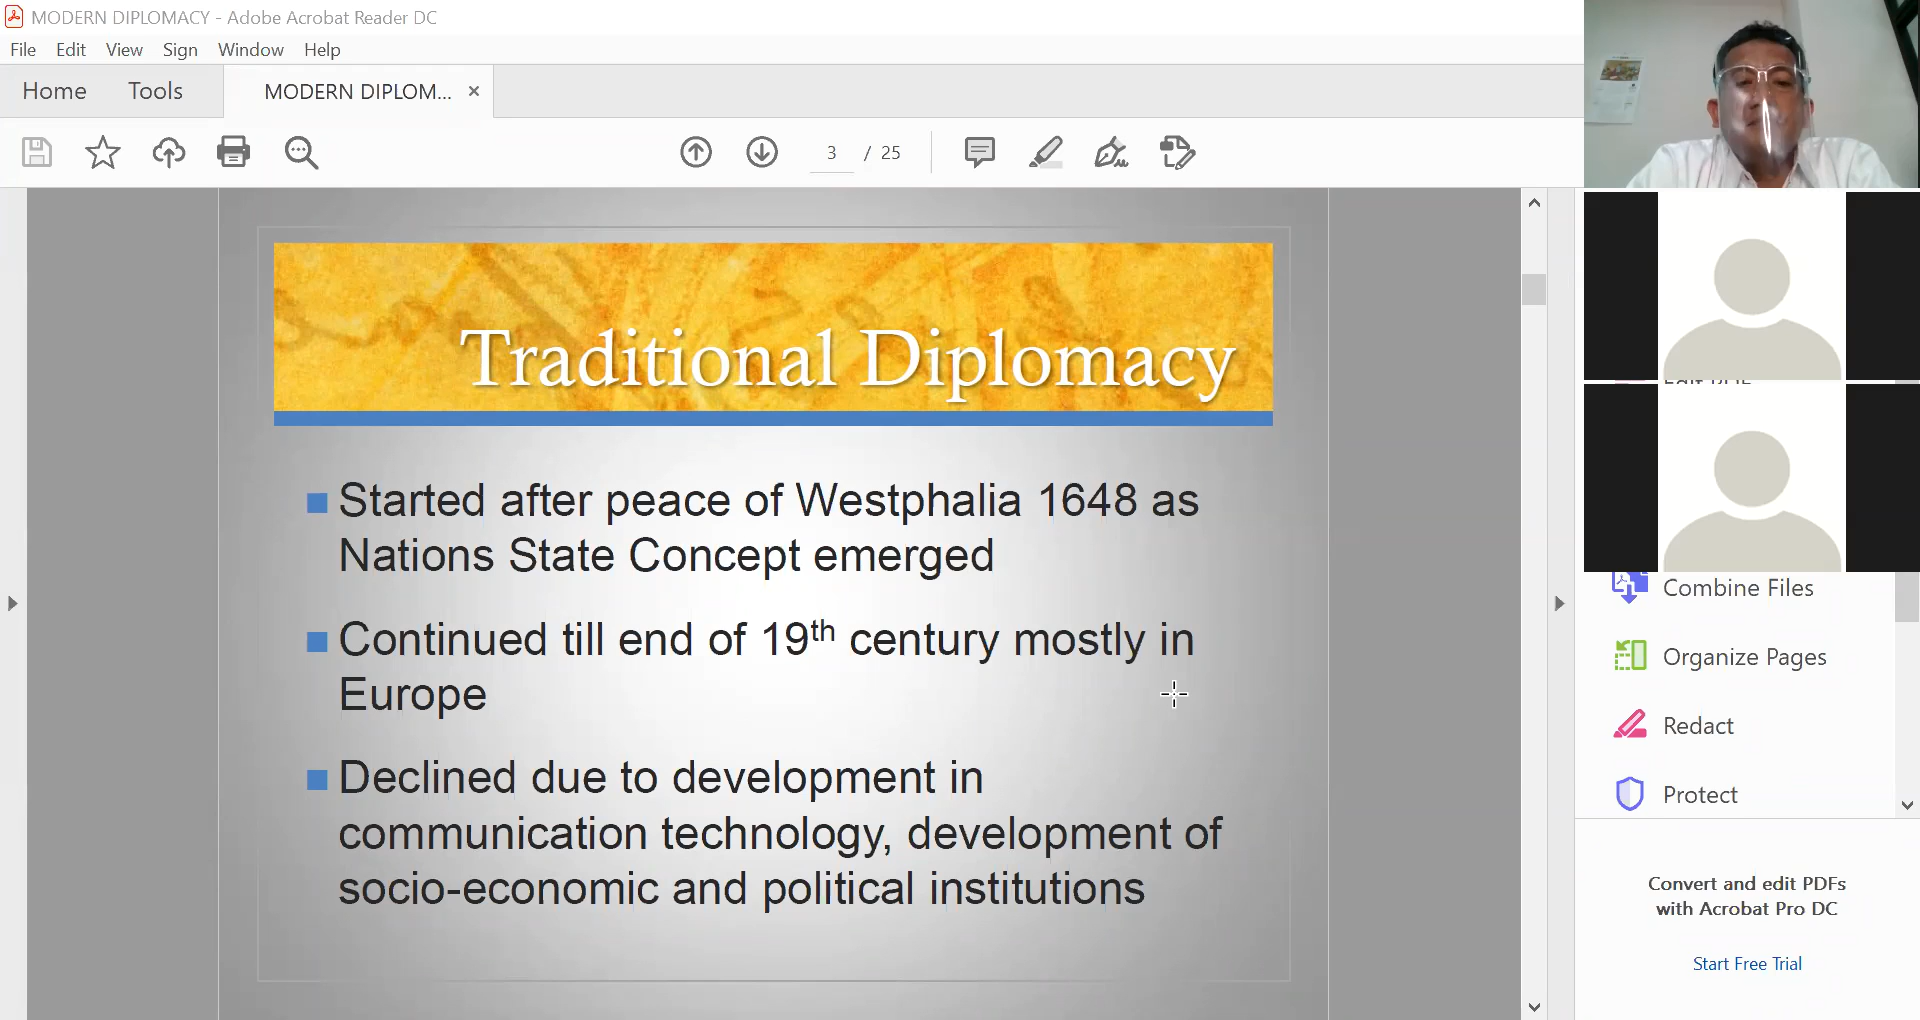 MODERN DIPLOMACY - Adobe Acrobat Reader DC
File Edit View Sign Window Help
Home Tools MODERN DIPLOM... ×
3 / 25
Traditional Diplomacy
Started after peace of Westphalia 1648 as
Nations State Concept emerged
Continued till end of 19th century mostly in
Europe
Declined due to development in
communication technology, development of
socio-economic and political institutions
Combine Files
Organize Pages
Redact
Protect
Convert and edit PDFs
with Acrobat Pro DC
Start Free Trial